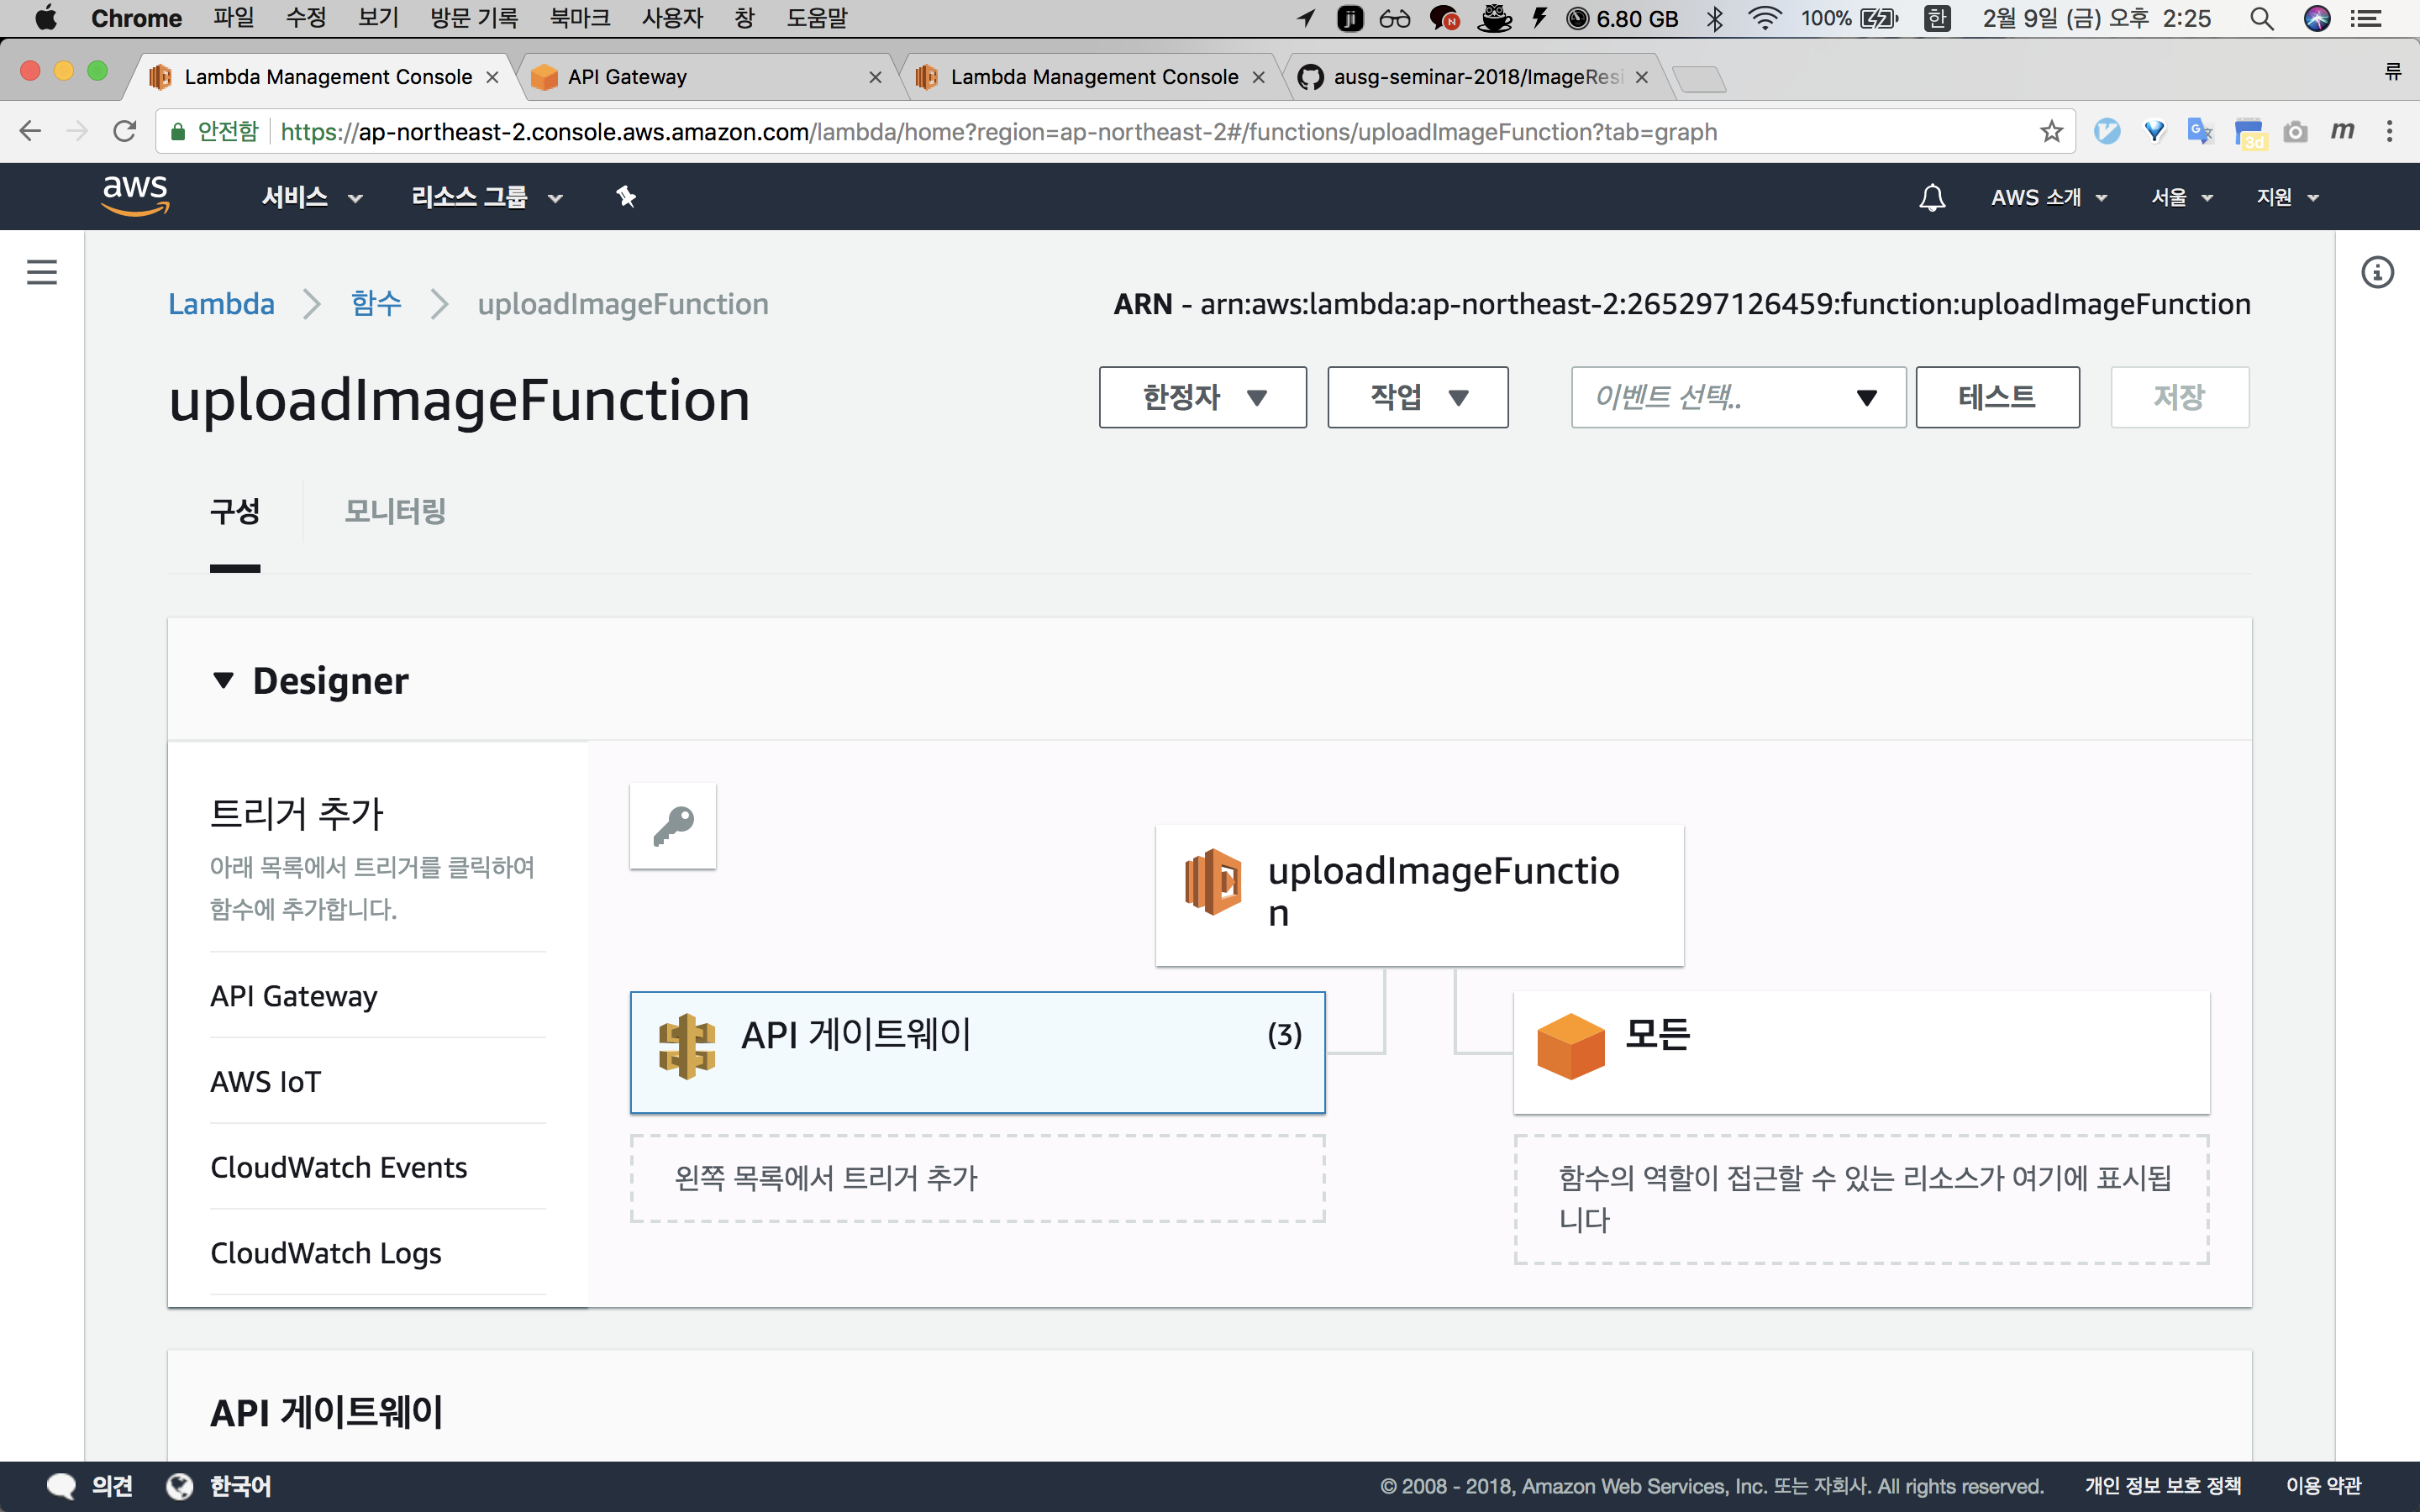 Chrome 파일 수정 보기 방문 기록 북마크 사용자 창 도움말 ji N 6.80 GB 100% 한 2월 9일 (금) 오후 2:25
Lambda Management Console API Gateway Lambda Management Console ausg-seminar-2018/ImageResi 류
안전함 https://ap-northeast-2.console.aws.amazon.com/lambda/home?region=ap-northeast-2#/functions/uploadImageFunction?tab=graph 3d m
aws 서비스 리소스 그룹 AWS 소개 서울 지원
Lambda 함수 uploadImageFunction ARN - arn:aws:lambda:ap-northeast-2:265297126459:function:uploadImageFunction
uploadImageFunction 한정자 작업 이벤트 선택.. 테스트 저장
구성 모니터링
Designer
트리거 추가
아래 목록에서 트리거를 클릭하여
함수에 추가합니다.
API Gateway
AWS IoT
CloudWatch Events
CloudWatch Logs
uploadImageFunctio
n
API 게이트웨이 (3)
왼쪽 목록에서 트리거 추가
모든
함수의 역할이 접근할 수 있는 리소스가 여기에 표시됩
니다
API 게이트웨이
의견 한국어 © 2008 - 2018, Amazon Web Services, Inc. 또는 자회사. All rights reserved. 개인 정보 보호 정책 이용 약관